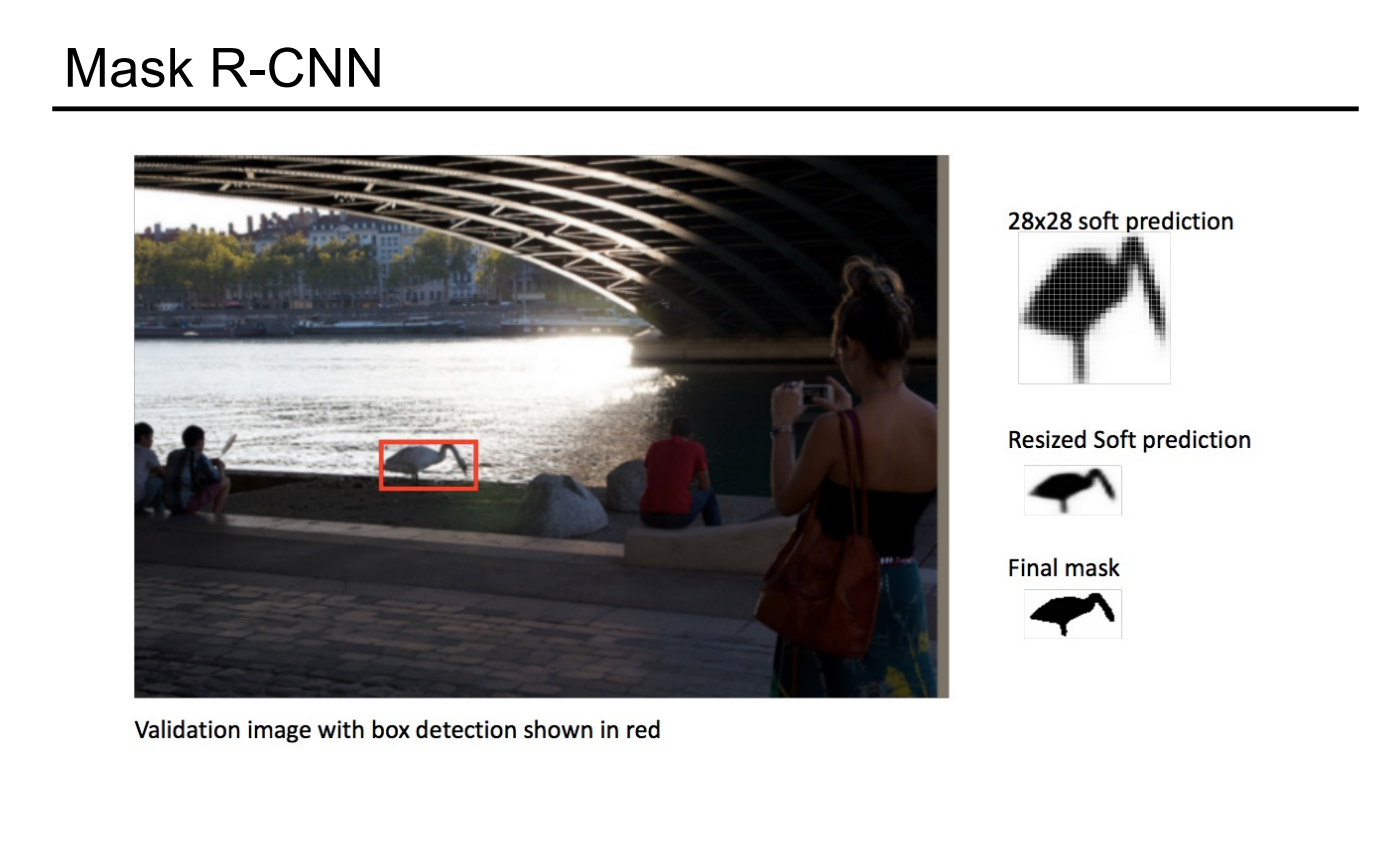 Mask R-CNN
28x28 soft prediction
Resized Soft prediction
Final mask
Validation image with box detection shown in red